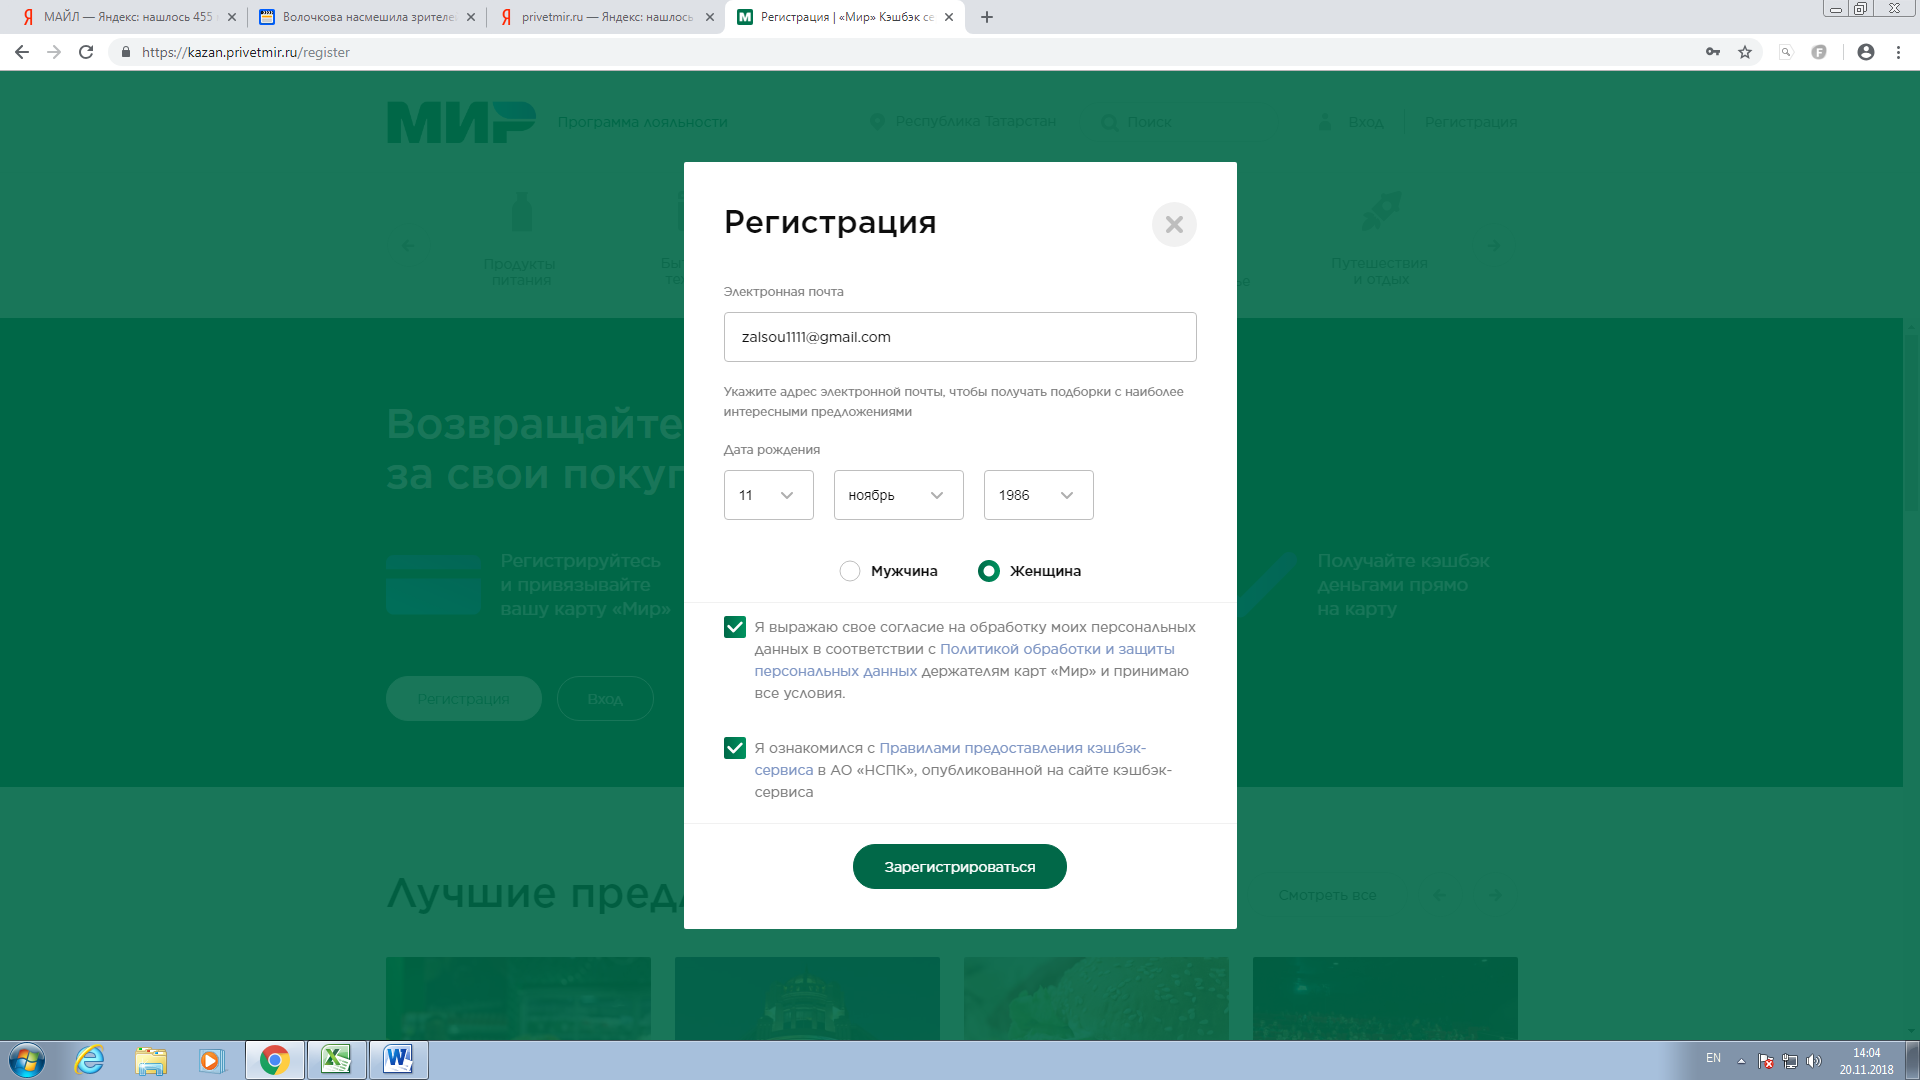 МАЙЛ — Яндекс: нашлось 455
Волочкова насмешила зрителе
privetmir.ru — Яндекс: нашлось
Регистрация | «Мир» Кэшбэк се
https://kazan.privetmir.ru/register
МИР
Программа лояльности
Республика Татарстан
Поиск
Вход
Регистрация
Продукты
питания
Путешествия
и отдых
Регистрация
Электронная почта
zalsou1111@gmail.com
Укажите адрес электронной почты, чтобы получать подборки с наиболее
интересными предложениями
Дата рождения
11
ноябрь
1986
Мужчина
Женщина
Я выражаю свое согласие на обработку моих персональных
данных в соответствии с Политикой обработки и защиты
персональных данных держателям карт «Мир» и принимаю
все условия.
Я ознакомился с Правилами предоставления кэшбэк-
сервиса в АО «НСПК», опубликованной на сайте кэшбэк-
сервиса
Зарегистрироваться
Возвращайте
за свои покуп
Регистрируйтесь
и привязывайте
вашу карту «Мир»
Получайте кэшбэк
деньгами прямо
на карту
Регистрация
Вход
Лучшие пред
Смотреть все
EN
14:04
20.11.2018